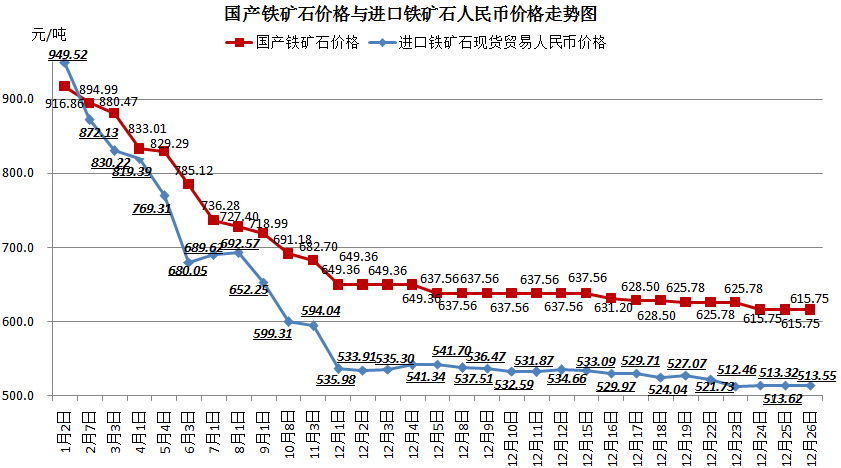 国产铁矿石价格与进口铁矿石人民币价格走势图
元/吨
国产铁矿石价格 进口铁矿石现货贸易人民币价格
900.0
800.0
700.0
600.0
500.0
916.86 894.99 880.47 833.01 829.29 785.12 736.28 727.40 718.99 691.18 682.70 649.36 649.36 649.36 649.36 637.56 637.56 637.56 637.56 637.56 637.56 637.56 631.20 628.50 628.50 625.78 625.78 625.78 615.75 615.75 615.75
949.52 872.13 830.22 819.39 769.31 680.05 689.62 692.57 652.25 599.31 594.04 535.98 533.91 535.30 541.34 541.70 537.51 536.47 532.59 531.87 534.66 533.09 529.97 529.71 524.04 527.07 521.73 512.46 513.32 513.62 513.55
1月2日 2月7日 3月3日 4月1日 5月4日 6月3日 7月1日 8月1日 9月1日 10月8日 11月3日 12月1日 12月2日 12月3日 12月4日 12月5日 12月8日 12月9日 12月10日 12月11日 12月12日 12月15日 12月16日 12月17日 12月18日 12月19日 12月22日 12月23日 12月24日 12月25日 12月26日